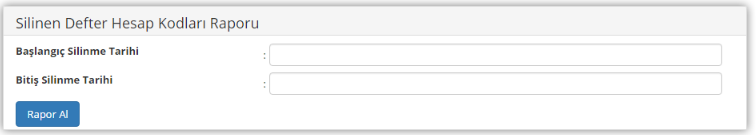 Silinen Defter Hesap Kodları Raporu
Başlangıç Silinme Tarihi :
Bitiş Silinme Tarihi :
Rapor Al